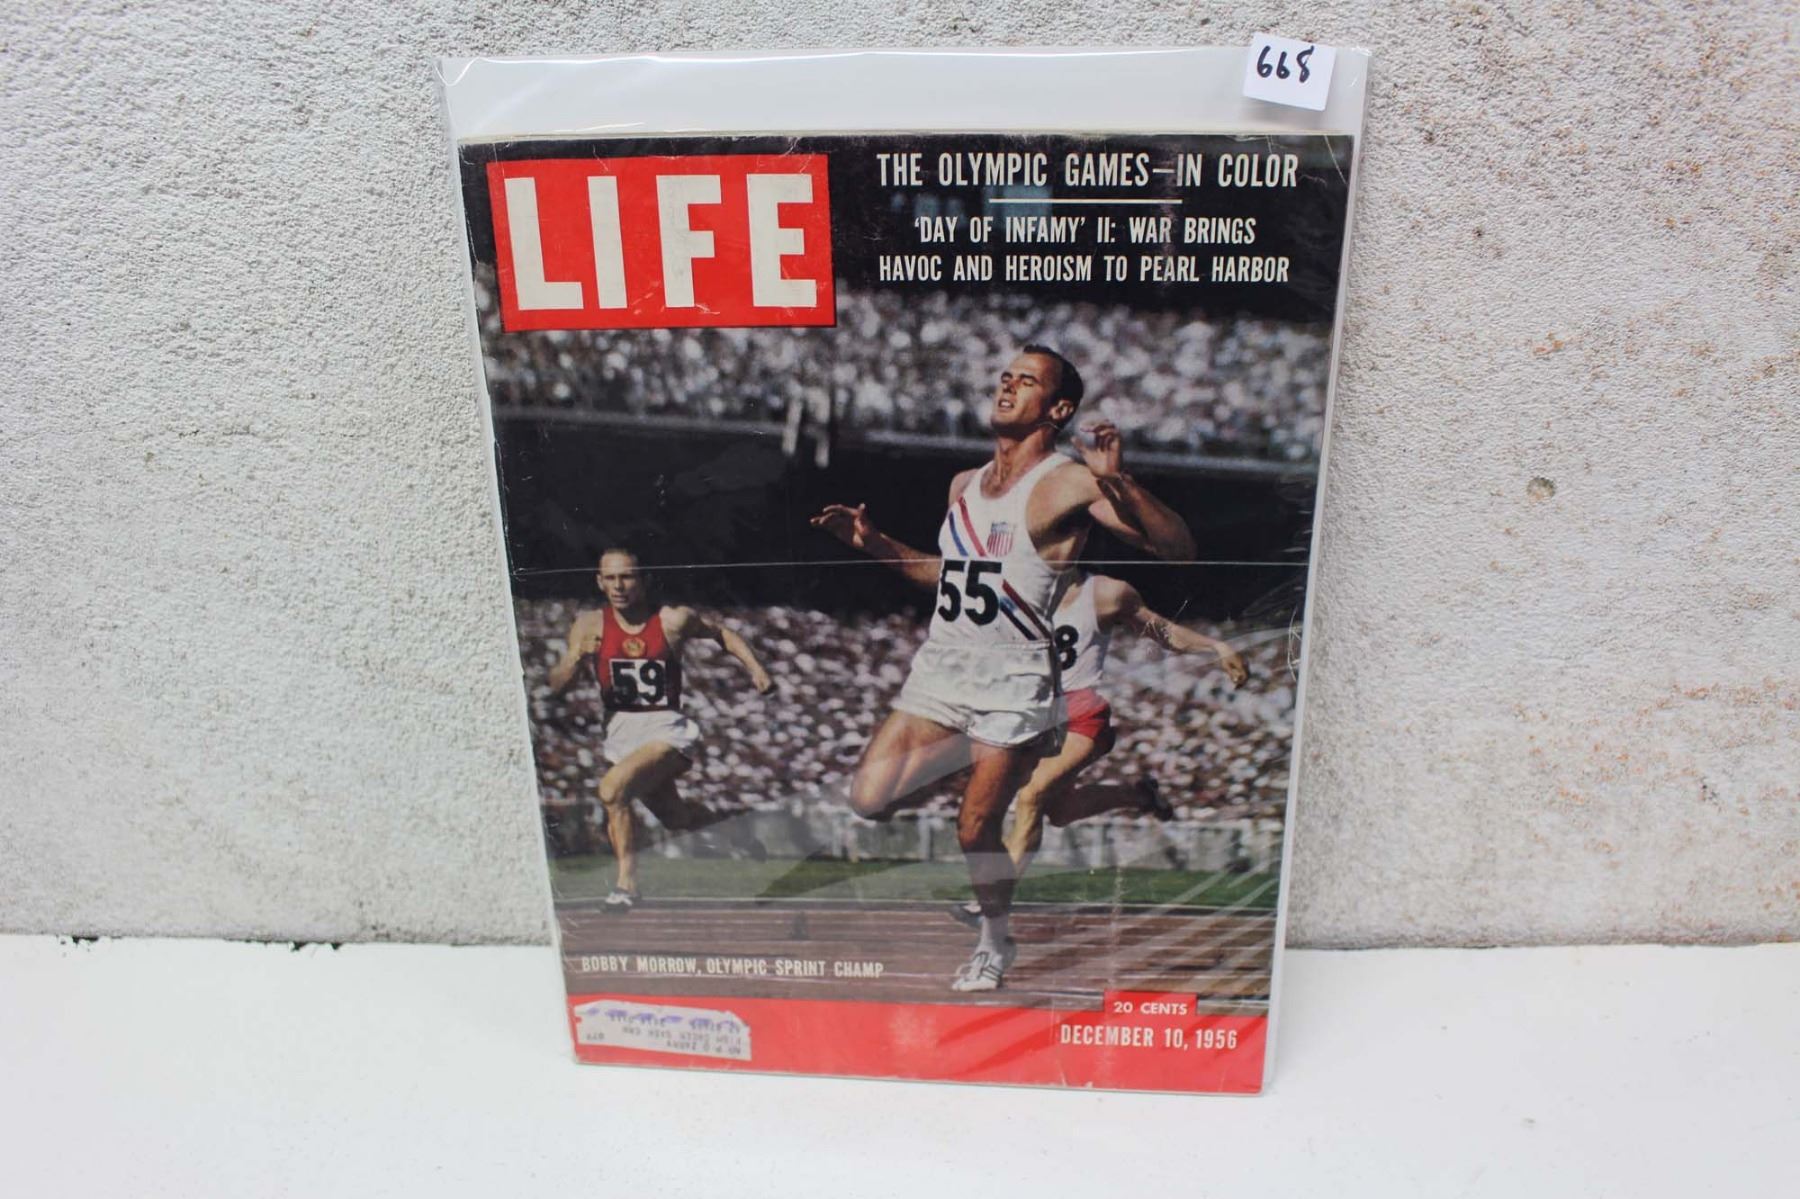 668
LIFE
THE OLYMPIC GAMES—IN COLOR
'DAY OF INFAMY' II: WAR BRINGS
HAVOC AND HEROISM TO PEARL HARBOR
55
8
59
BOBBY MORROW, OLYMPIC SPRINT CHAMP
20 CENTS
DECEMBER 10, 1956